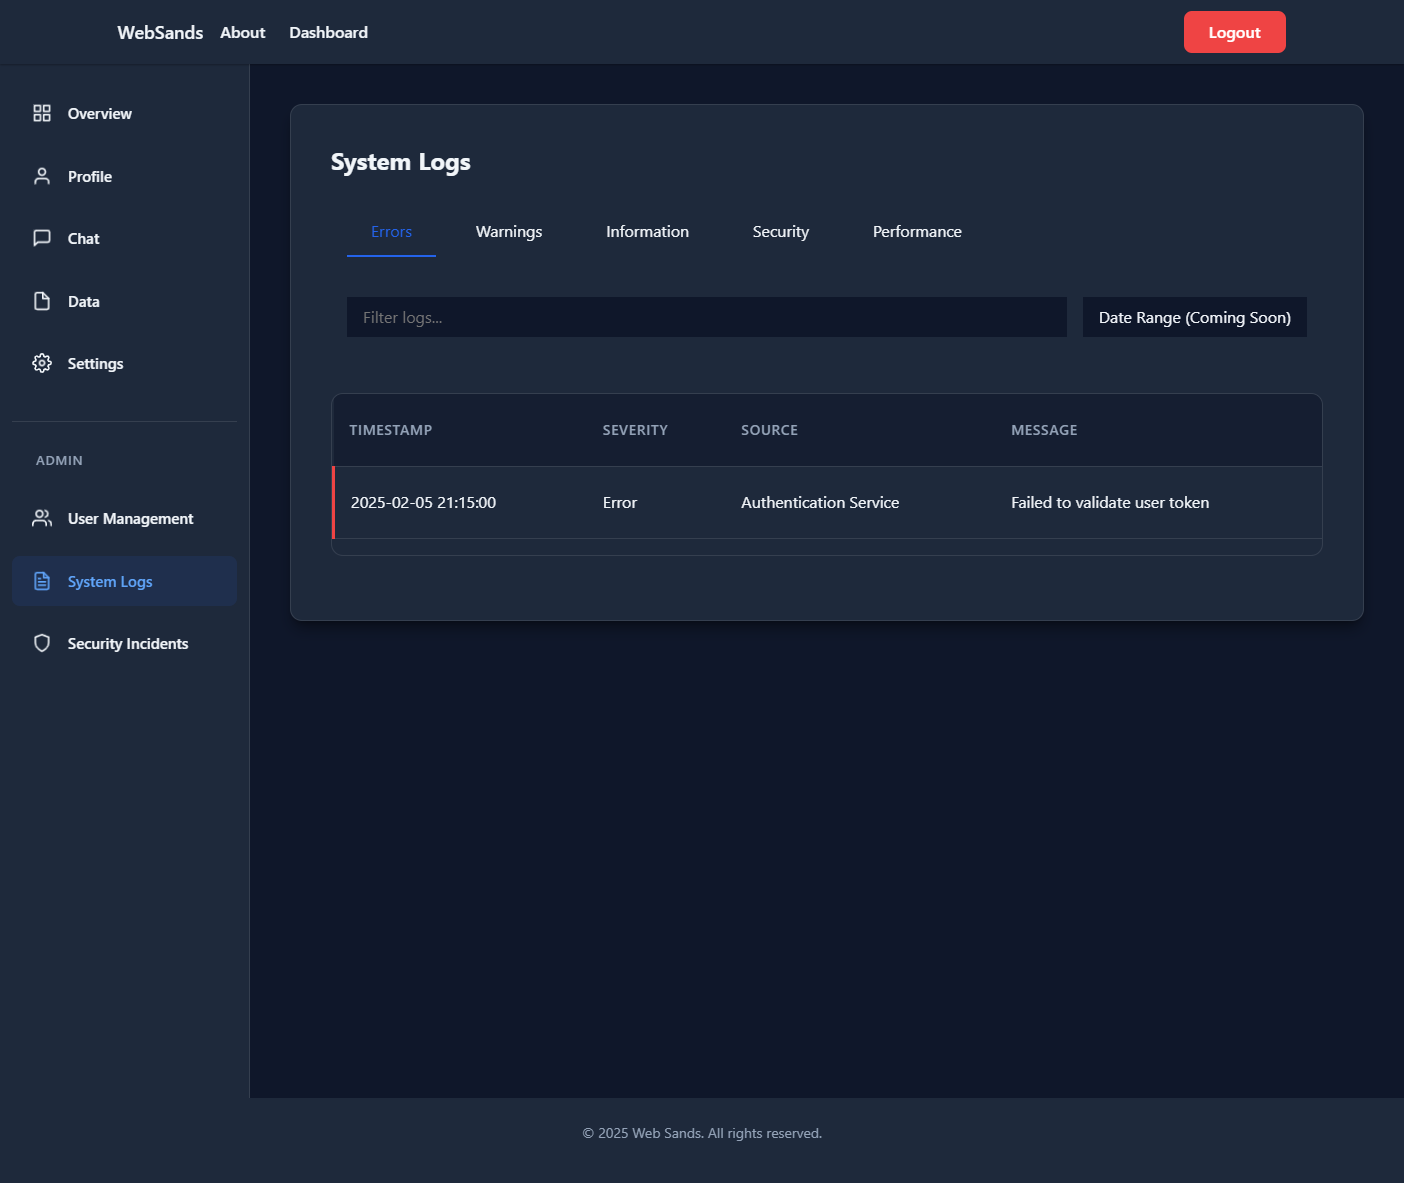 WebSands About Dashboard Logout
Overview
Profile
Chat
Data
Settings
ADMIN
User Management
System Logs
Security Incidents
System Logs
Errors Warnings Information Security Performance
Filter logs... Date Range (Coming Soon)
TIMESTAMP SEVERITY SOURCE MESSAGE
2025-02-05 21:15:00 Error Authentication Service Failed to validate user token
© 2025 Web Sands. All rights reserved.